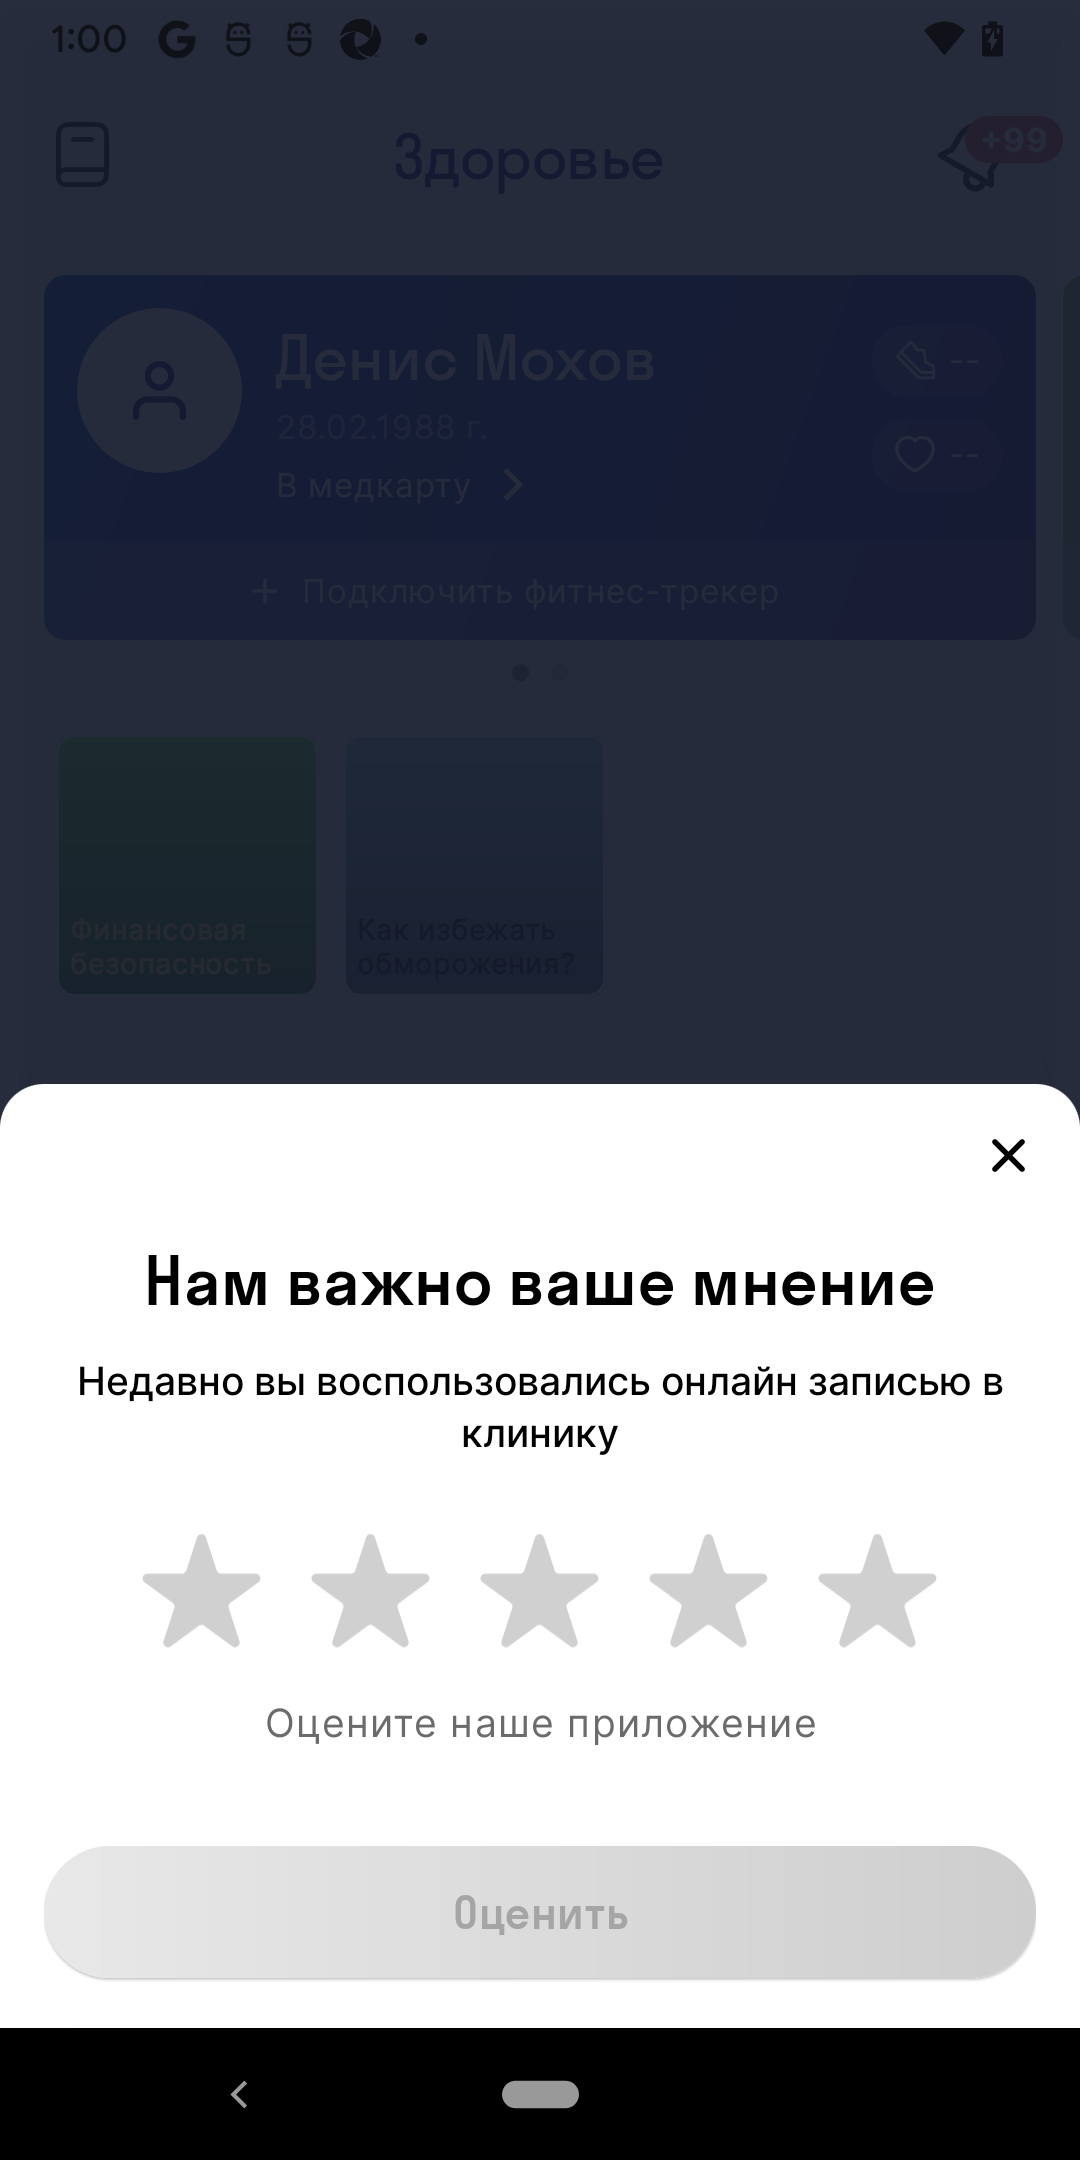 1:00
Здоровье
+99
Денис Мохов
--
28.02.1988 г.
--
В медкарту
+ Подключить фитнес-трекер
Финансовая
безопасность
Как избежать
обморожения?
Нам важно ваше мнение
Недавно вы воспользовались онлайн записью в
клинику
Оцените наше приложение
Оценить